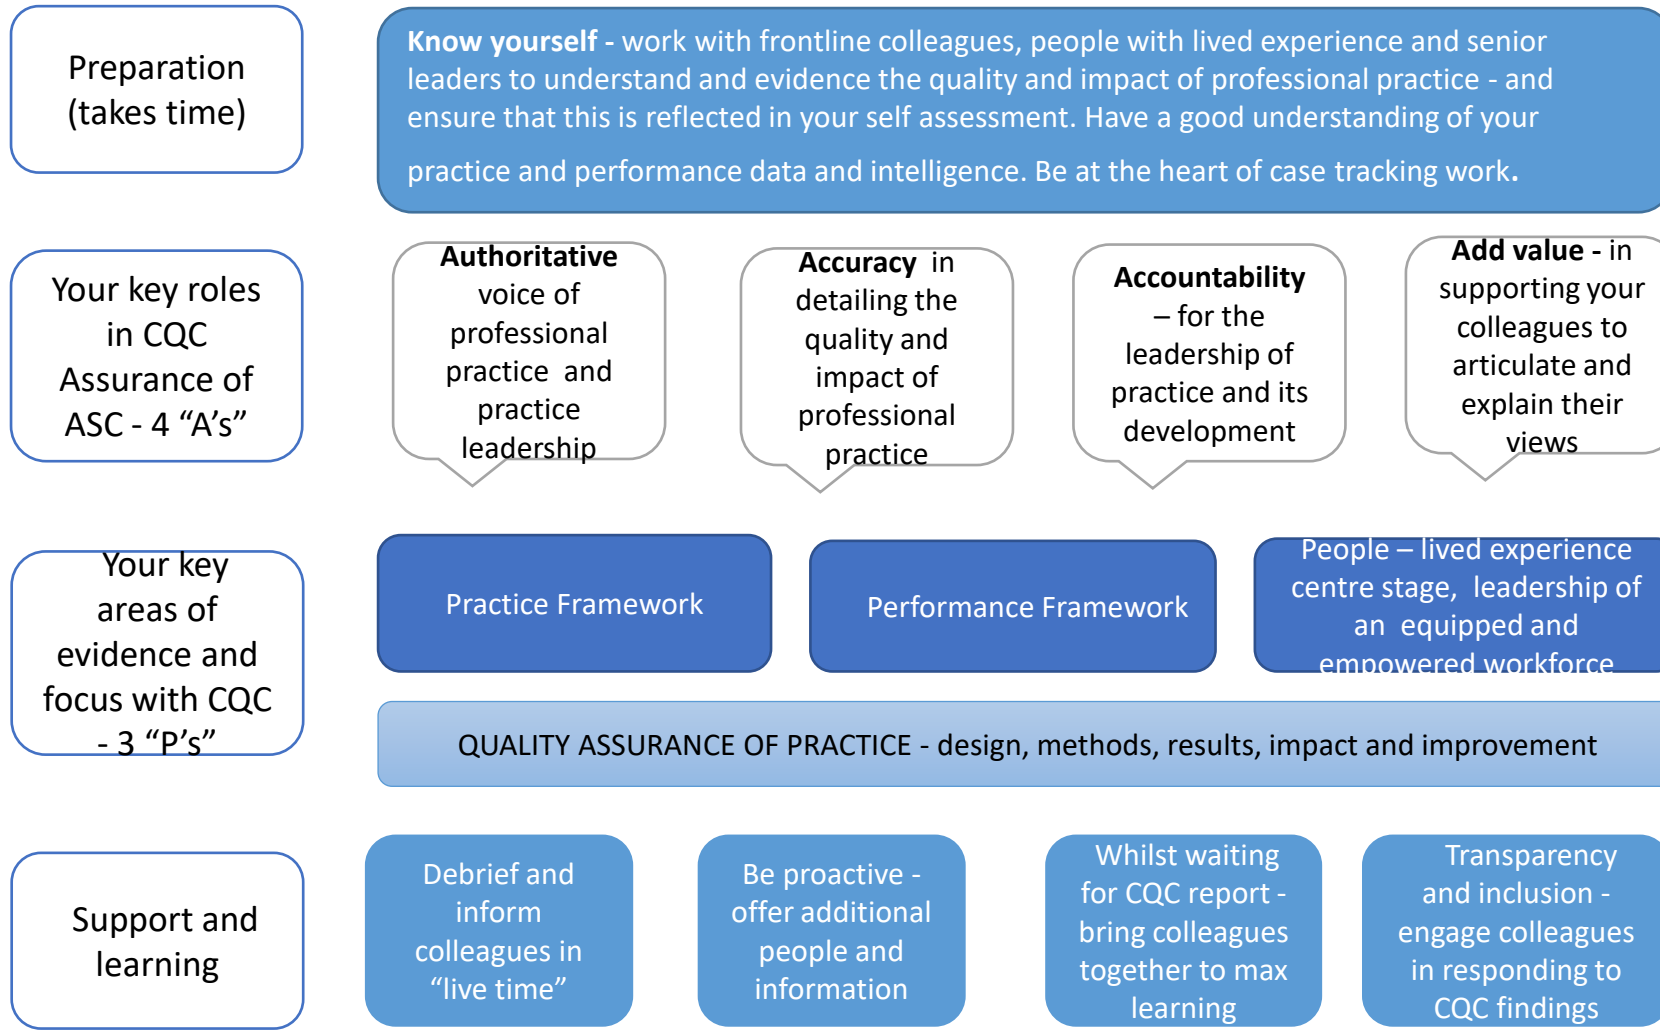 Preparation
(takes time)
Know yourself - work with frontline colleagues, people with lived experience and senior
leaders to understand and evidence the quality and impact of professional practice - and
ensure that this is reflected in your self assessment. Have a good understanding of your
practice and performance data and intelligence. Be at the heart of case tracking work.
Your key roles
in CQC
Assurance of
ASC - 4 “A’s”
Authoritative
voice of
professional
practice and
practice
leadership
Accuracy in
detailing the
quality and
impact of
professional
practice
Accountability
– for the
leadership of
practice and its
development
Add value - in
supporting your
colleagues to
articulate and
explain their
views
Your key
areas of
evidence and
focus with CQC
- 3 “P’s”
Practice Framework
Performance Framework
People – lived experience
centre stage, leadership of
an equipped and
empowered workforce
QUALITY ASSURANCE OF PRACTICE - design, methods, results, impact and improvement
Support and
learning
Debrief and
inform
colleagues in
“live time”
Be proactive -
offer additional
people and
information
Whilst waiting
for CQC report -
bring colleagues
together to max
learning
Transparency
and inclusion -
engage colleagues
in responding to
CQC findings